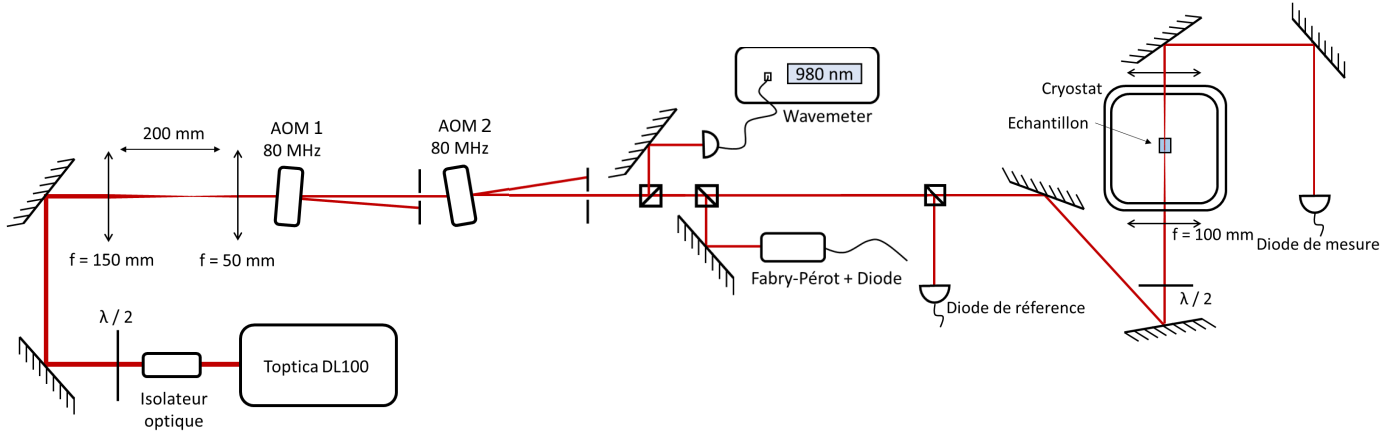 200 mm
f = 150 mm
f = 50 mm
AOM 1
80 MHz
AOM 2
80 MHz
980 nm
Wavemeter
Fabry-Pérot + Diode
Diode de réference
Cryostat
Echantillon
f = 100 mm
Diode de mesure
λ / 2
λ / 2
Isolateur
optique
Toptica DL100